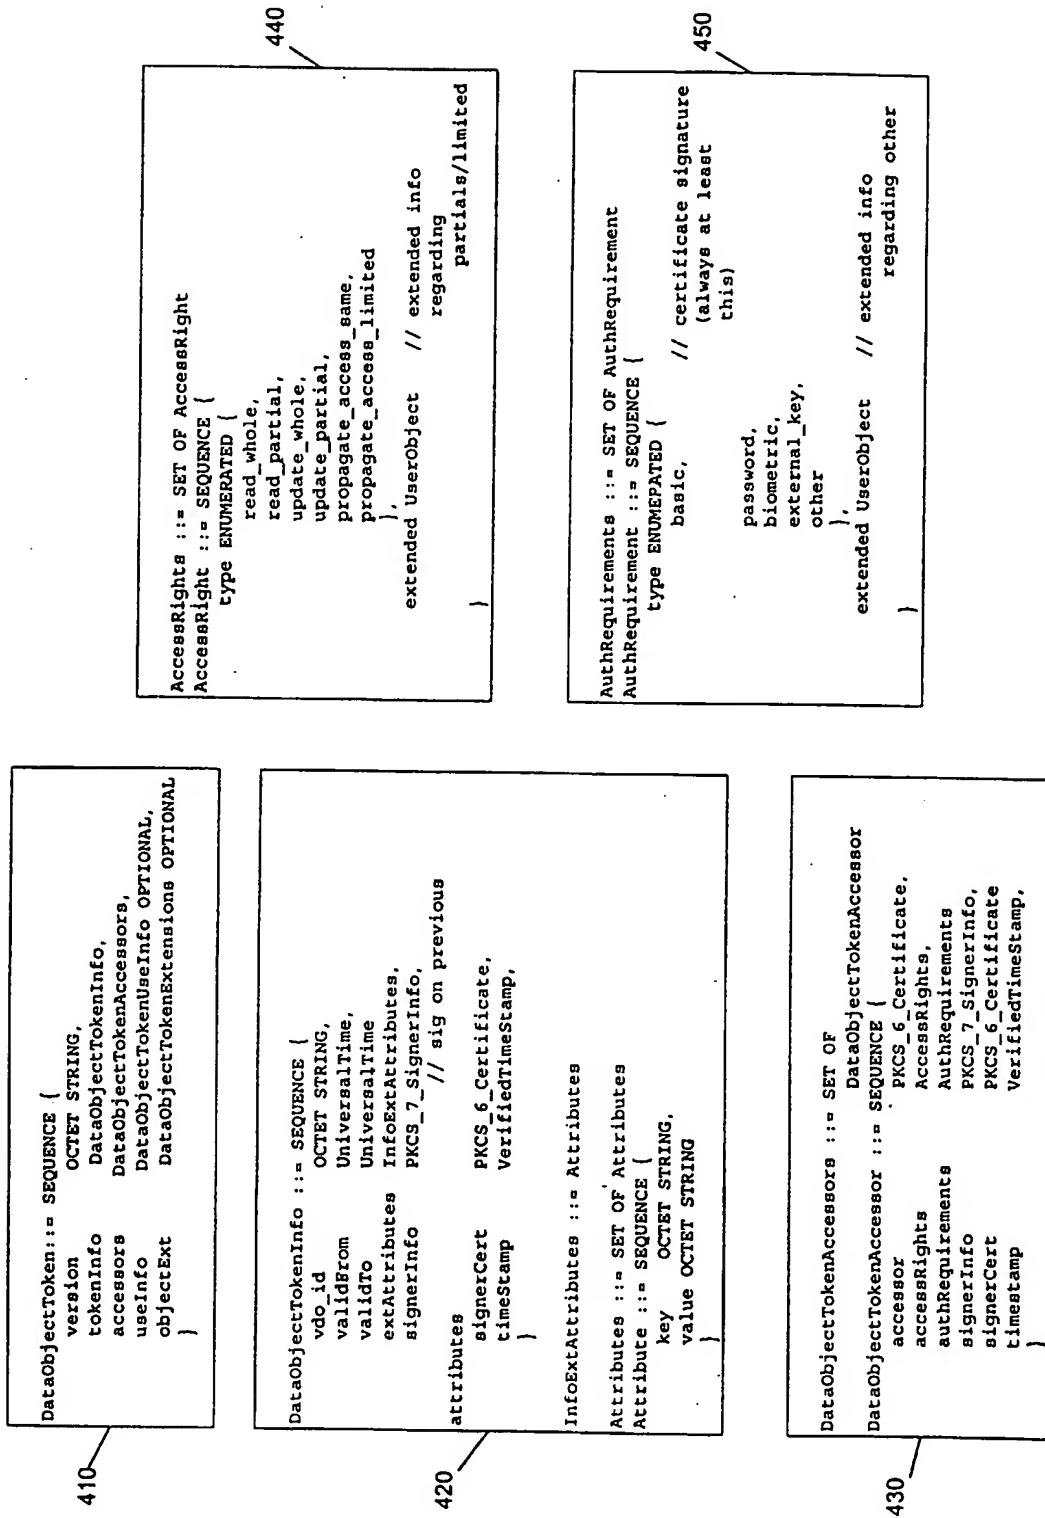 410
DataObjectToken::= SEQUENCE {
version OCTET STRING,
tokenInfo DataObjectTokenInfo,
accessors DataObjectTokenAccessors,
useInfo DataObjectTokenUseInfo OPTIONAL,
objectExt DataObjectTokenExtensions OPTIONAL
}
420
DataObjectTokenInfo ::= SEQUENCE {
vdo_id OCTET STRING,
validFrom UniversalTime,
validTo UniversalTime
extAttributes InfoExtAttributes,
signerInfo PKCS_7_SignerInfo,
// sig on previous
attributes
signerCert PKCS_6_Certificate,
timeStamp VerifiedTimeStamp,
}
InfoExtAttributes ::= Attributes
Attributes ::= SET OF Attributes
Attribute ::= SEQUENCE {
key OCTET STRING,
value OCTET STRING
}
430
DataObjectTokenAccessors ::= SET OF
DataObjectTokenAccessor
DataObjectTokenAccessor ::= SEQUENCE {
accessor PKCS_6_Certificate,
accessRights AccessRights,
authRequirements AuthRequirements
signerInfo PKCS_7_SignerInfo,
signerCert PKCS_6_Certificate
timestamp VerifiedTimeStamp,
}
440
AccessRights ::= SET OF AccessRight
AccessRight ::= SEQUENCE {
type ENUMERATED {
read_whole,
read_partial,
update_whole,
update_partial,
propagate_access_same,
propagate_access_limited
},
extended UserObject // extended info
regarding
partials/limited
}
450
AuthRequirements ::= SET OF AuthRequirement
AuthRequirement ::= SEQUENCE {
type ENUMEPATED {
basic, // certificate signature
(always at least
this)
password,
biometric,
external_key,
other
},
extended UserObject // extended info
regarding other
}